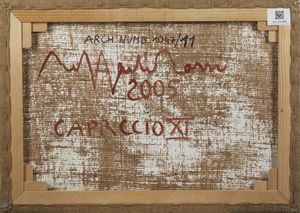 ARCH. NUMB. 1047/11
2005
CAPRICCIO XI